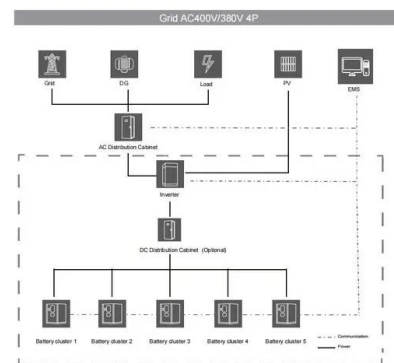 Grid AC400V/380V 4P
Grid
DG
Load
PV
EMS
AC Distribution Cabinet
Inverter
DC Distribution Cabinet (Optional)
Battery cluster 1
Battery cluster 2
Battery cluster 3
Battery cluster 4
Battery cluster 5
Communication
Power